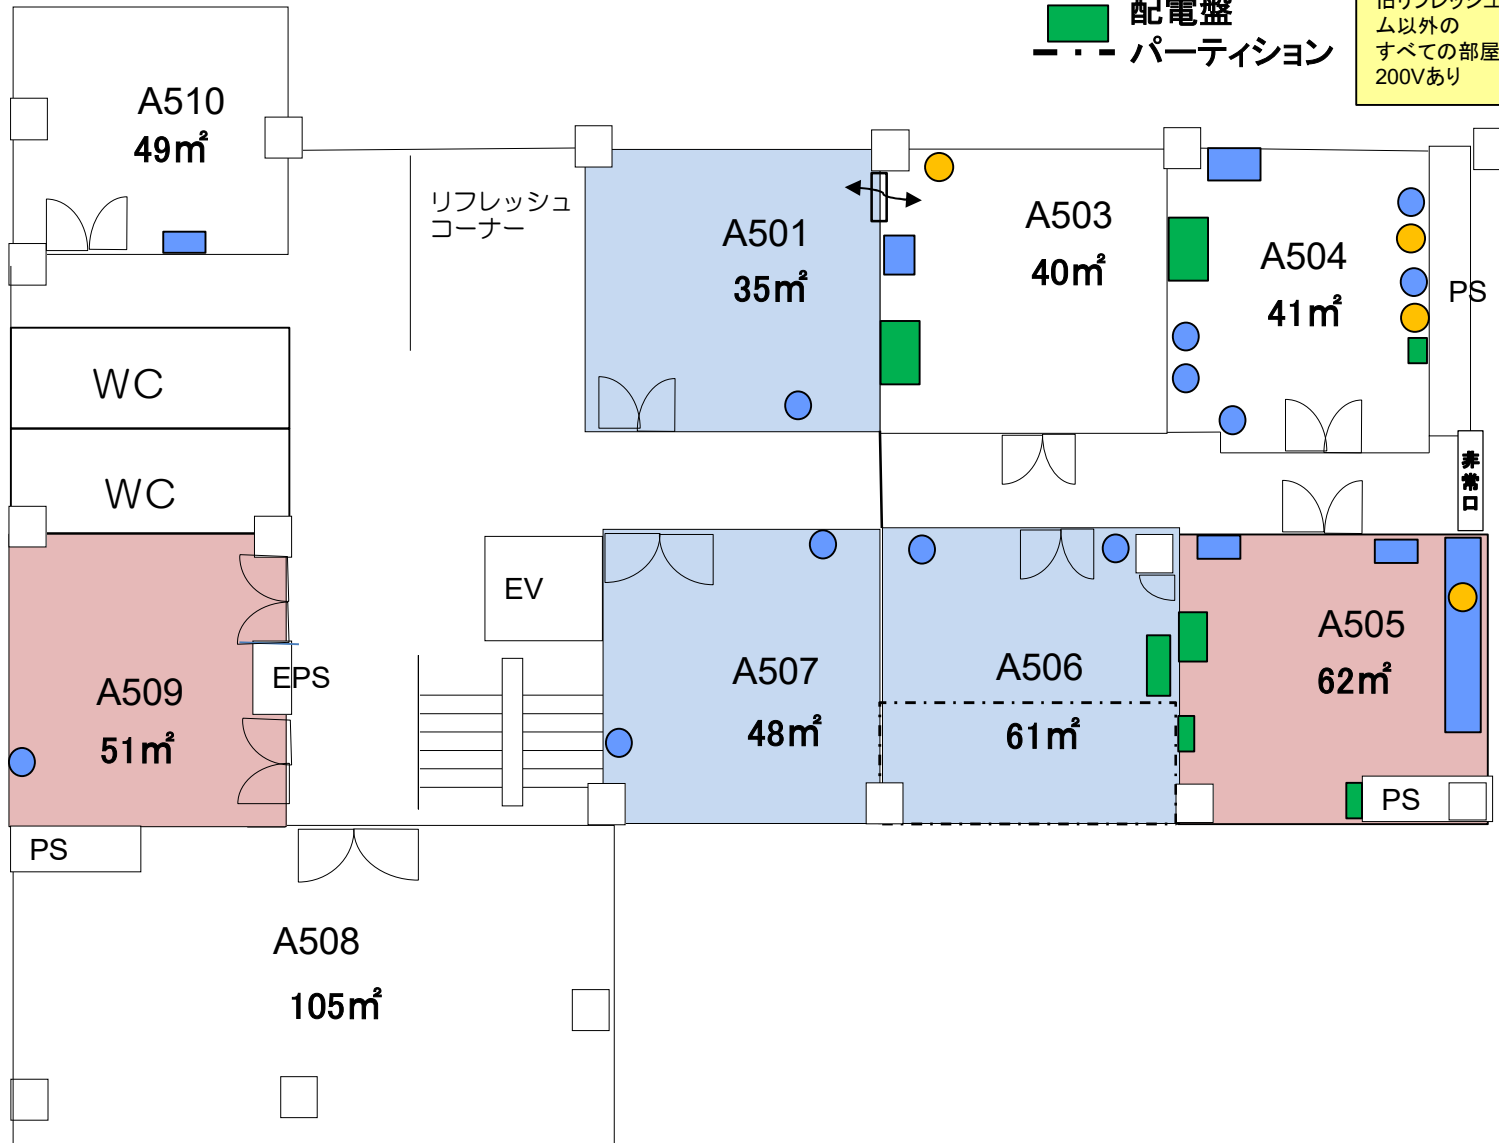 配電盤
パーティション
ム以外の
すべての部屋
200Vあり
A510
49㎡
リフレッシュ
コーナー
A501
35㎡
A503
40㎡
A504
41㎡
PS
WC
WC
非常口
EV
EPS
A509
51㎡
A507
48㎡
A506
61㎡
A505
62㎡
PS
PS
A508
105㎡